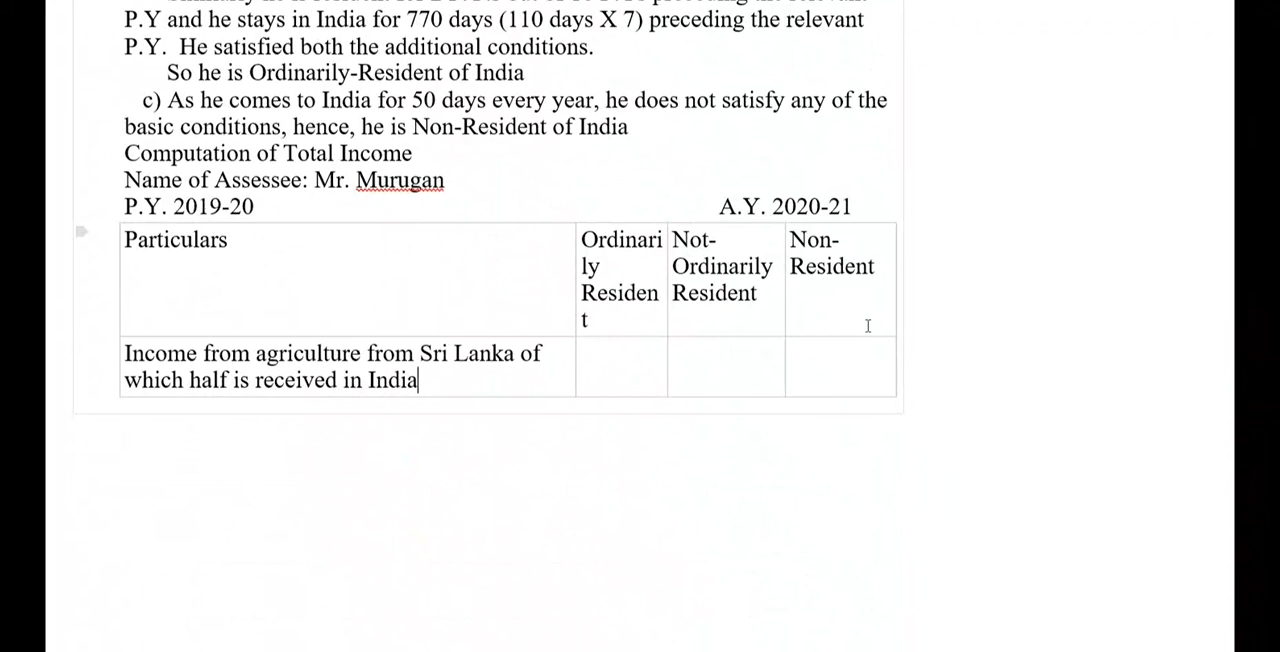 P.Y and he stays in India for 770 days (110 days X 7) preceding the relevant
P.Y. He satisfied both the additional conditions.
So he is Ordinarily-Resident of India
c) As he comes to India for 50 days every year, he does not satisfy any of the
basic conditions, hence, he is Non-Resident of India
Computation of Total Income
Name of Assessee: Mr. Murugan
P.Y. 2019-20 A.Y. 2020-21
Particulars
Ordinari
ly
Residen
t
Not-
Ordinarily
Resident
Non-
Resident
Income from agriculture from Sri Lanka of
which half is received in India